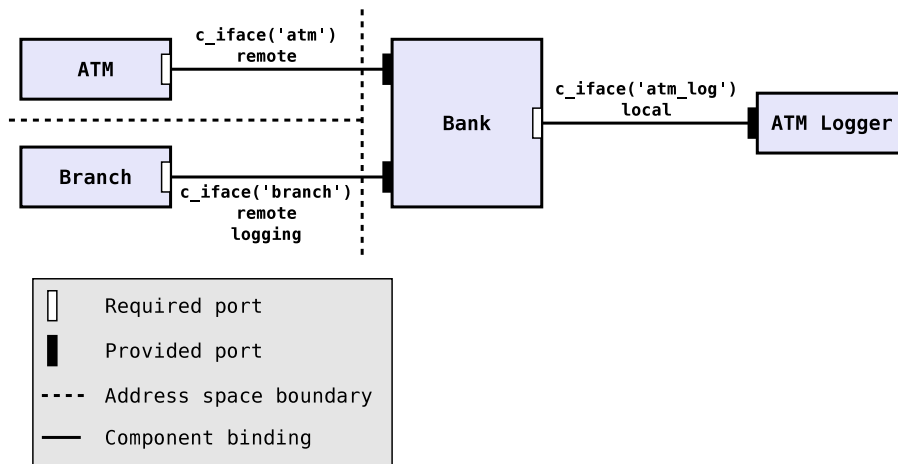 c_iface('atm')
remote
ATM
Bank
c_iface('atm_log')
local
ATM Logger
Branch
c_iface('branch')
remote
logging
Required port
Provided port
Address space boundary
Component binding